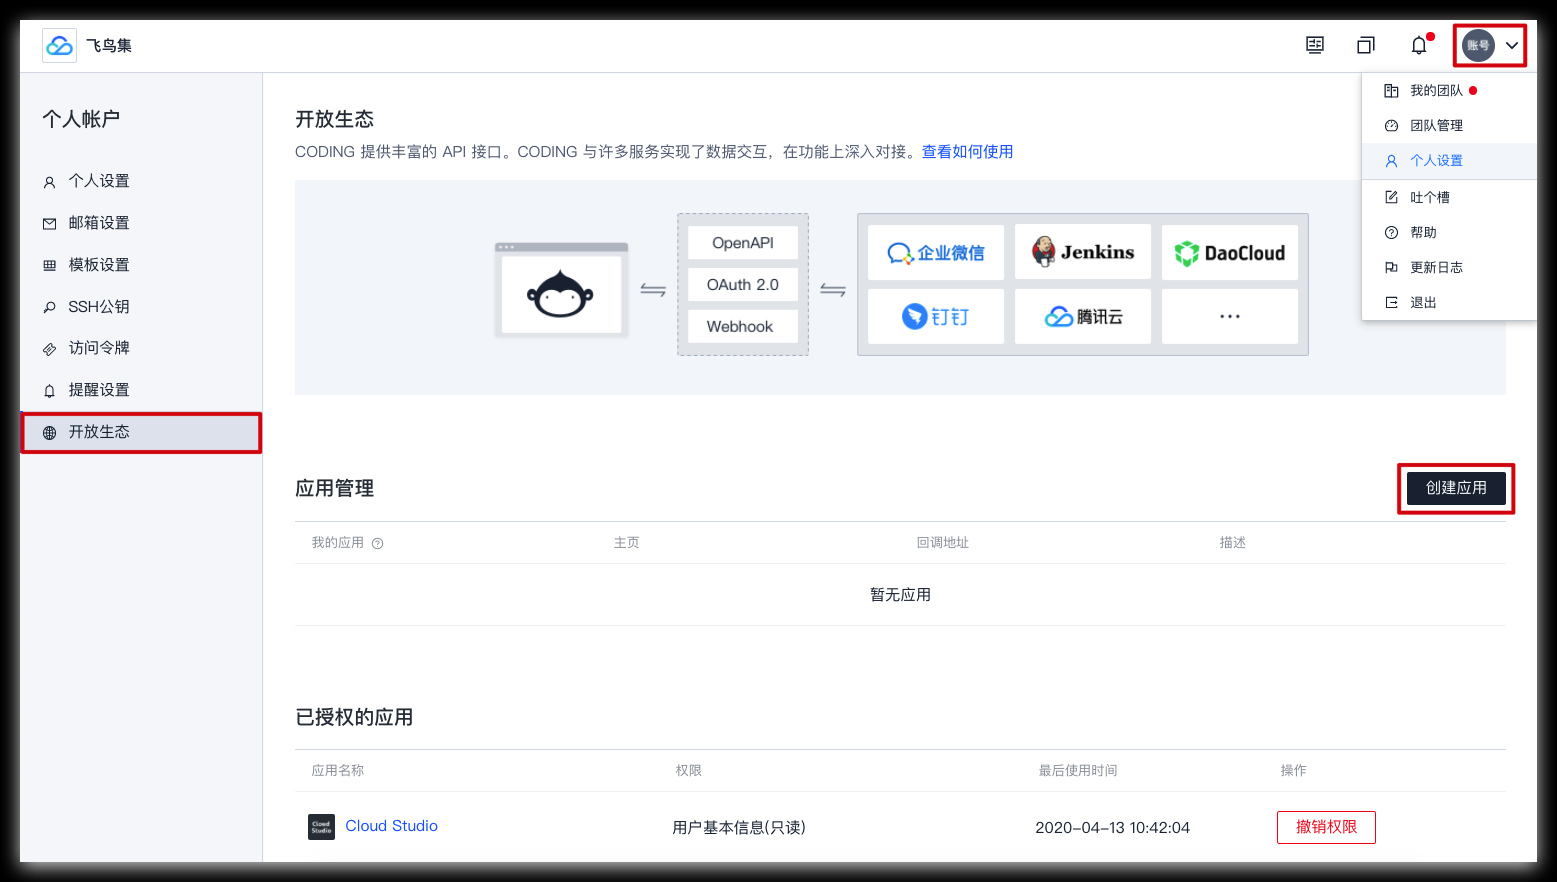 飞鸟集
账号
我的团队
团队管理
个人设置
吐个槽
帮助
更新日志
退出
个人帐户
个人设置
邮箱设置
模板设置
SSH公钥
访问令牌
提醒设置
开放生态
开放生态
CODING 提供丰富的 API 接口。CODING 与许多服务实现了数据交互，在功能上深入对接。查看如何使用
OpenAPI
OAuth 2.0
Webhook
企业微信
Jenkins
DaoCloud
钉钉
腾讯云
...
应用管理
创建应用
我的应用 ? 主页 回调地址 描述
暂无应用
已授权的应用
应用名称 权限 最后使用时间 操作
Cloud Studio
Cloud Studio 用户基本信息(只读) 2020-04-13 10:42:04 撤销权限